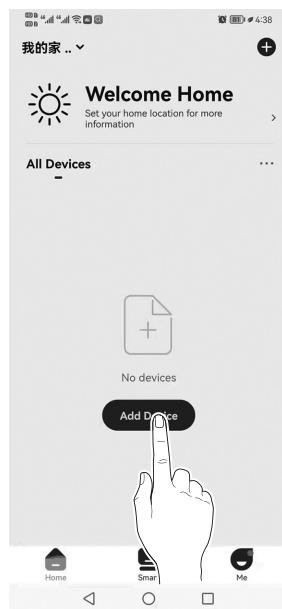 4:38
我的家 ..
Welcome Home
Set your home location for more
information
All Devices
No devices
Add Device
Home
Smar
Me